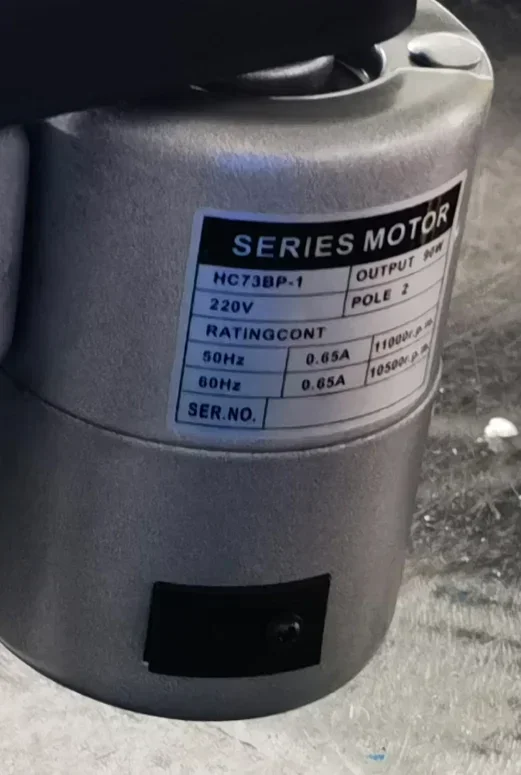 SERIES MOTOR
HC73BP-1 OUTPUT 90W
220V POLE 2
RATINGCONT
50Hz 0.65A 11000r.p.m.
60Hz 0.65A 10500r.p.m.
SER.NO.